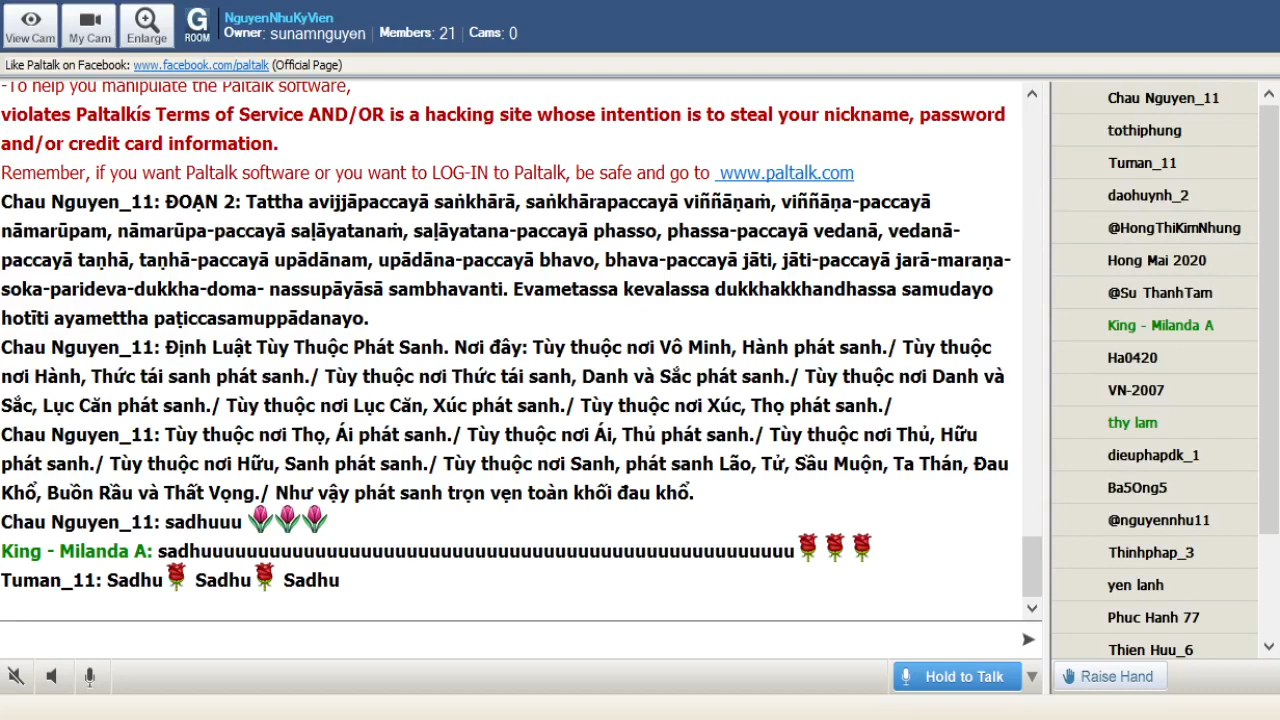 View Cam
My Cam
Enlarge
G
ROOM
NguyenNhuKyVien
Owner: sunamnguyen | Members: 21 | Cams: 0
Like Paltalk on Facebook: www.facebook.com/paltalk (Official Page)
-To help you manipulate the Paltalk software,
violates Paltalkís Terms of Service AND/OR is a hacking site whose intention is to steal your nickname, password
and/or credit card information.
Remember, if you want Paltalk software or you want to LOG-IN to Paltalk, be safe and go to www.paltalk.com
Chau Nguyen_11: ĐOẠN 2: Tattha avijjāpaccayā saṅkhārā, saṅkhārapaccayā viññāṇaṁ, viññāṇa-paccayā
nāmarūpam, nāmarūpa-paccayā saḷāyatanaṁ, saḷāyatana-paccayā phasso, phassa-paccayā vedanā, vedanā-
paccayā taṇhā, taṇhā-paccayā upādānam, upādāna-paccayā bhavo, bhava-paccayā jāti, jāti-paccayā jarā-maraṇa-
soka-parideva-dukkha-doma- nassupāyāsā sambhavanti. Evametassa kevalassa dukkhakkhandhassa samudayo
hotīti ayamettha paṭiccasamuppādanayo.
Chau Nguyen_11: Định Luật Tùy Thuộc Phát Sanh. Nơi đây: Tùy thuộc nơi Vô Minh, Hành phát sanh./ Tùy thuộc
nơi Hành, Thức tái sanh phát sanh./ Tùy thuộc nơi Thức tái sanh, Danh và Sắc phát sanh./ Tùy thuộc nơi Danh và
Sắc, Lục Căn phát sanh./ Tùy thuộc nơi Lục Căn, Xúc phát sanh./ Tùy thuộc nơi Xúc, Thọ phát sanh./
Chau Nguyen_11: Tùy thuộc nơi Thọ, Ái phát sanh./ Tùy thuộc nơi Ái, Thủ phát sanh./ Tùy thuộc nơi Thủ, Hữu
phát sanh./ Tùy thuộc nơi Hữu, Sanh phát sanh./ Tùy thuộc nơi Sanh, phát sanh Lão, Tử, Sầu Muộn, Ta Thán, Đau
Khổ, Buồn Rầu và Thất Vọng./ Như vậy phát sanh trọn vẹn toàn khối đau khổ.
Chau Nguyen_11: sadhuuu
King - Milanda A: sadhuuuuuuuuuuuuuuuuuuuuuuuuuuuuuuuuuuuuuuuuuuuuuuuuuuu
Tuman_11: Sadhu Sadhu Sadhu
Hold to Talk
Chau Nguyen_11
tothiphung
Tuman_11
daohuynh_2
@HongThiKimNhung
Hong Mai 2020
@Su ThanhTam
King - Milanda A
Ha0420
VN-2007
thy lam
dieuphapdk_1
Ba5Ong5
@nguyennhu11
Thinhphap_3
yen lanh
Phuc Hanh 77
Thien Huu_6
Raise Hand